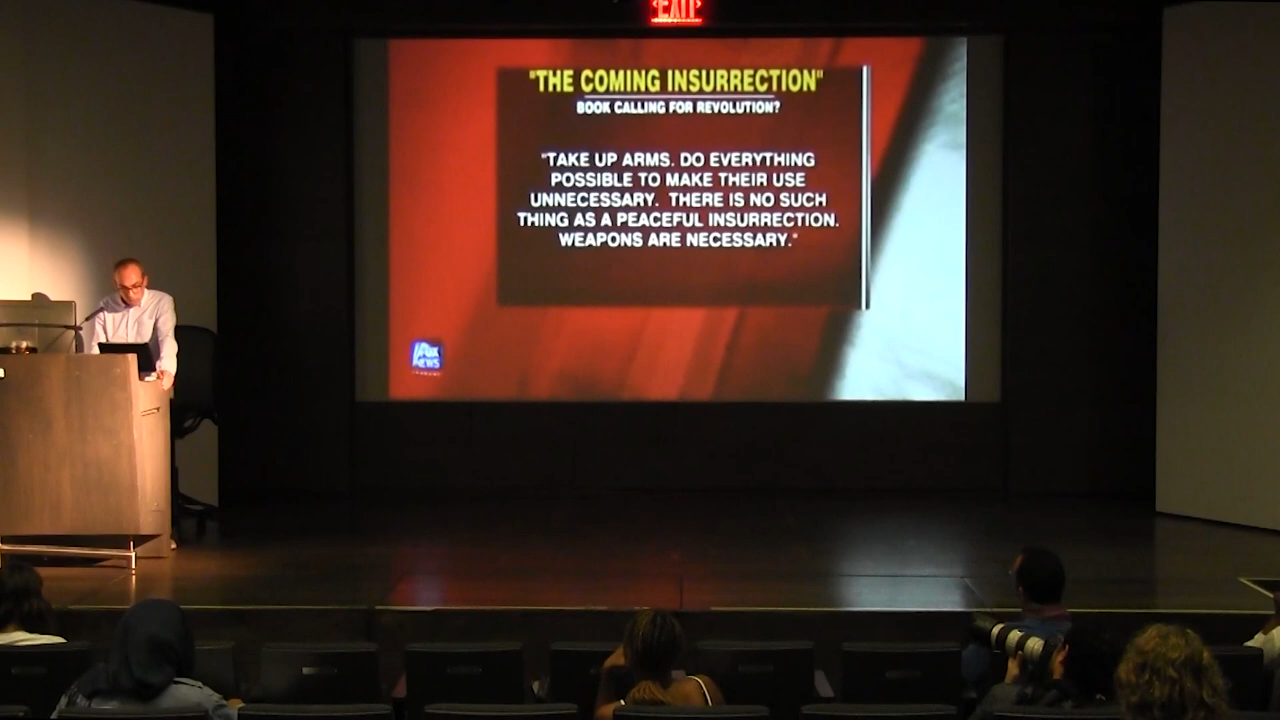 EXIT
"THE COMING INSURRECTION"
BOOK CALLING FOR REVOLUTION?
"TAKE UP ARMS. DO EVERYTHING
POSSIBLE TO MAKE THEIR USE
UNNECESSARY. THERE IS NO SUCH
THING AS A PEACEFUL INSURRECTION.
WEAPONS ARE NECESSARY."
FOX
NEWS